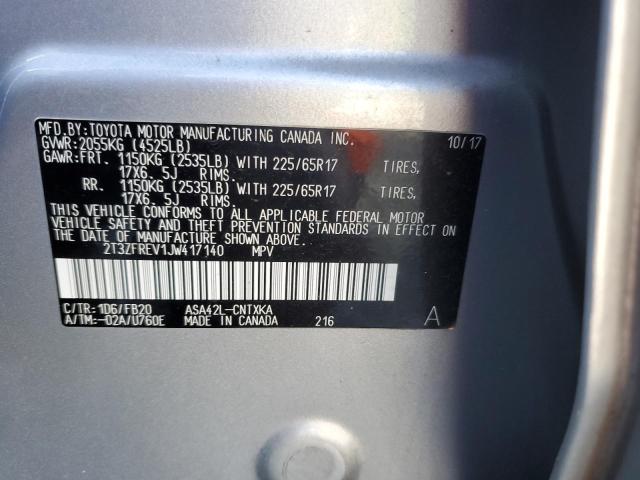 MFD.BY:TOYOTA MOTOR MANUFACTURING CANADA INC. 10/17
GVWR:2055KG (4525LB)
GAWR:FRT. 1150KG (2535LB) WITH 225/65R17 TIRES,
17X6. 5J RIMS.
RR. 1150KG (2535LB) WITH 225/65R17 TIRES,
17X6. 5J RIMS.
THIS VEHICLE CONFORMS TO ALL APPLICABLE FEDERAL MOTOR
VEHICLE SAFETY AND THEFT PREVENTION STANDARDS IN EFFECT
ON THE DATE OF MANUFACTURE SHOWN ABOVE.
2T3ZFREV1JW417140 MPV
C/TR:1D6/FB20 ASA42L-CNTXKA
A/TM:-02A/U760E MADE IN CANADA 216 A